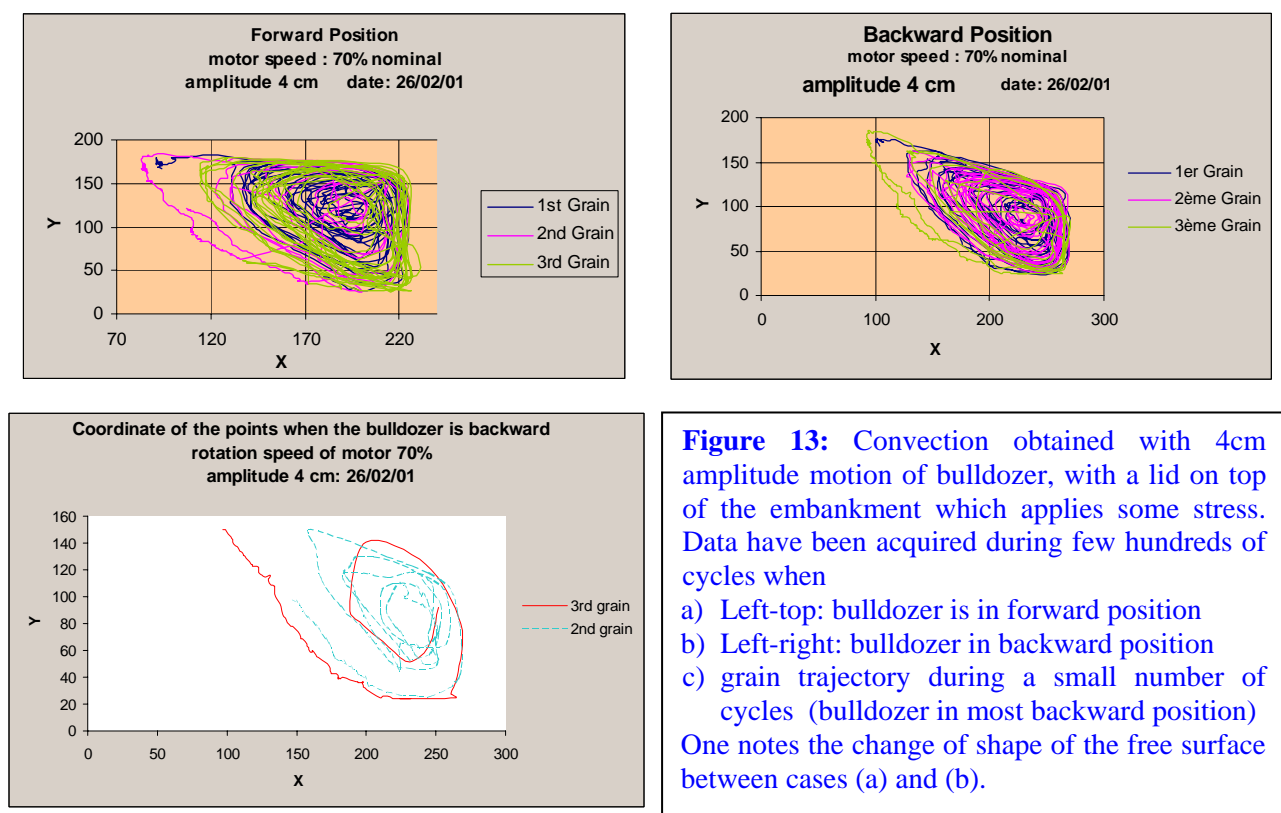 Forward Position
motor speed : 70% nominal
amplitude 4 cm date: 26/02/01
200
150
100
50
0
70 120 170 220
X
Y
1st Grain
2nd Grain
3rd Grain
Backward Position
motor speed : 70% nominal
amplitude 4 cm date: 26/02/01
200
150
100
50
0
0 100 200 300
X
Y
1er Grain
2ème Grain
3ème Grain
Coordinate of the points when the bulldozer is backward
rotation speed of motor 70%
amplitude 4 cm: 26/02/01
160
140
120
100
80
60
40
20
0
0 50 100 150 200 250 300
X
Y
3rd grain
2nd grain
Figure 13: Convection obtained with 4cm
amplitude motion of bulldozer, with a lid on top
of the embankment which applies some stress.
Data have been acquired during few hundreds of
cycles when
a) Left-top: bulldozer is in forward position
b) Left-right: bulldozer in backward position
c) grain trajectory during a small number of
cycles (bulldozer in most backward position)
One notes the change of shape of the free surface
between cases (a) and (b).